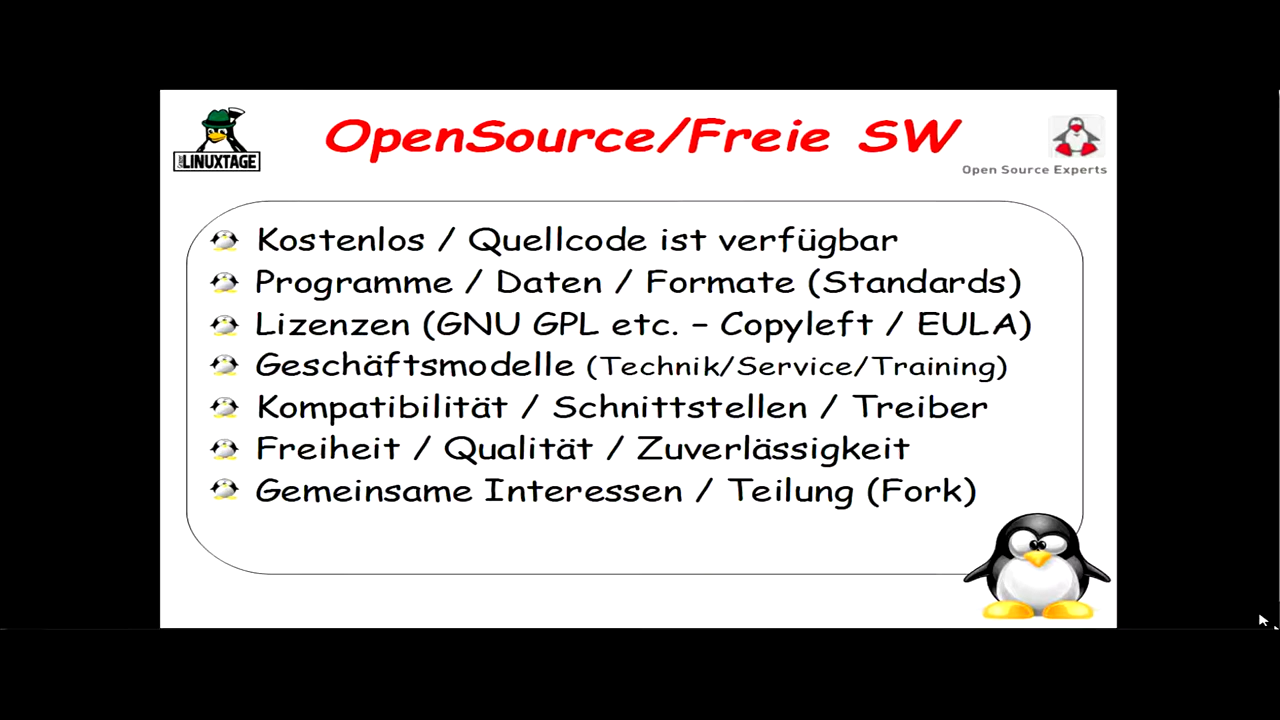 OpenSource/Freie SW
LINUXTAGE
Open Source Experts
Kostenlos / Quellcode ist verfügbar
Programme / Daten / Formate (Standards)
Lizenzen (GNU GPL etc. – Copyleft / EULA)
Geschäftsmodelle (Technik/Service/Training)
Kompatibilität / Schnittstellen / Treiber
Freiheit / Qualität / Zuverlässigkeit
Gemeinsame Interessen / Teilung (Fork)